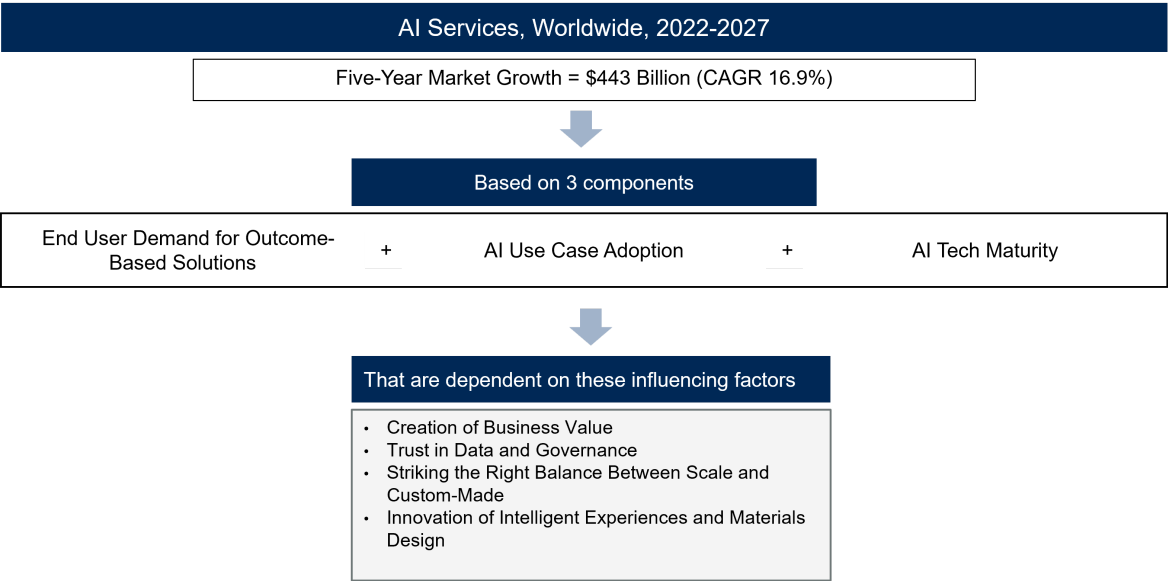 AI Services, Worldwide, 2022-2027
Five-Year Market Growth = $443 Billion (CAGR 16.9%)
Based on 3 components
End User Demand for Outcome-
Based Solutions
+
AI Use Case Adoption
+
AI Tech Maturity
That are dependent on these influencing factors
• Creation of Business Value
• Trust in Data and Governance
• Striking the Right Balance Between Scale and
Custom-Made
• Innovation of Intelligent Experiences and Materials
Design